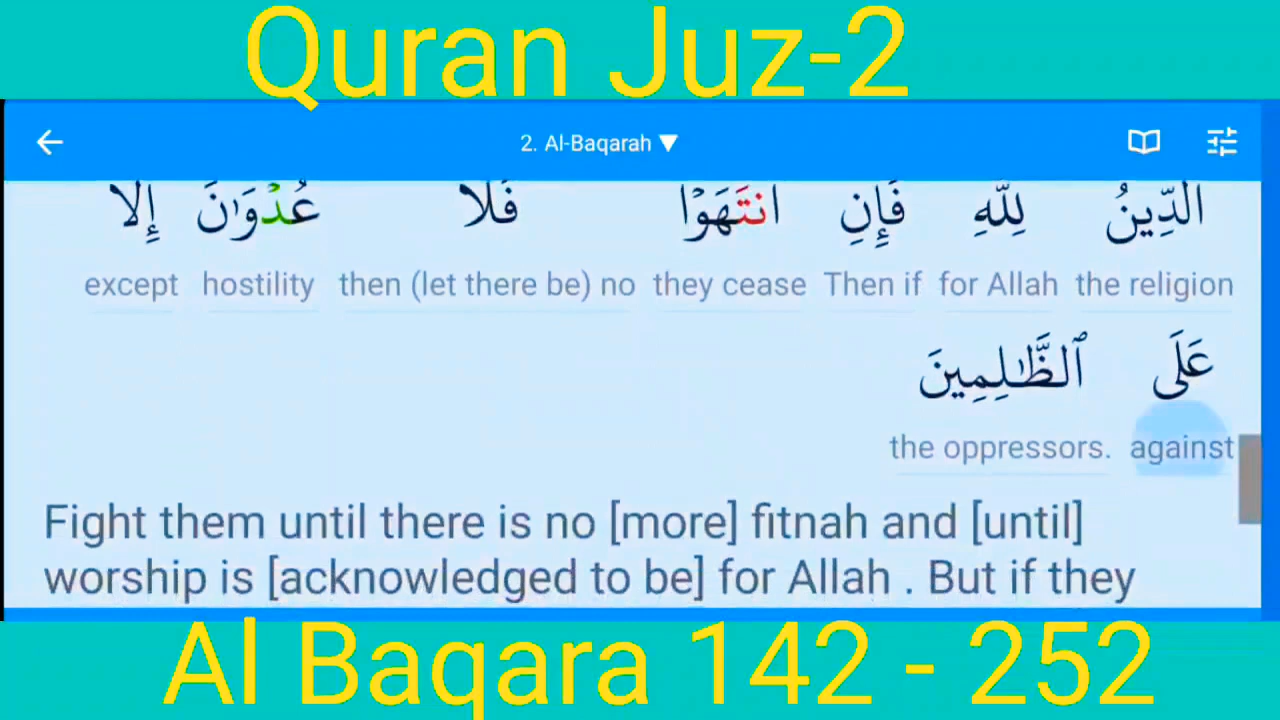 Quran Juz-2
2. Al-Baqarah ▼
ٱلدِّينُ لِلَّهِ فَإِنِ ٱنتَهَوْا۟ فَلَا عُدْوَٰنَ إِلَّا
except hostility then (let there be) no they cease Then if for Allah the religion
عَلَى ٱلظَّـٰلِمِينَ
the oppressors. against
Fight them until there is no [more] fitnah and [until]
worship is [acknowledged to be] for Allah . But if they
Al Baqara 142 - 252